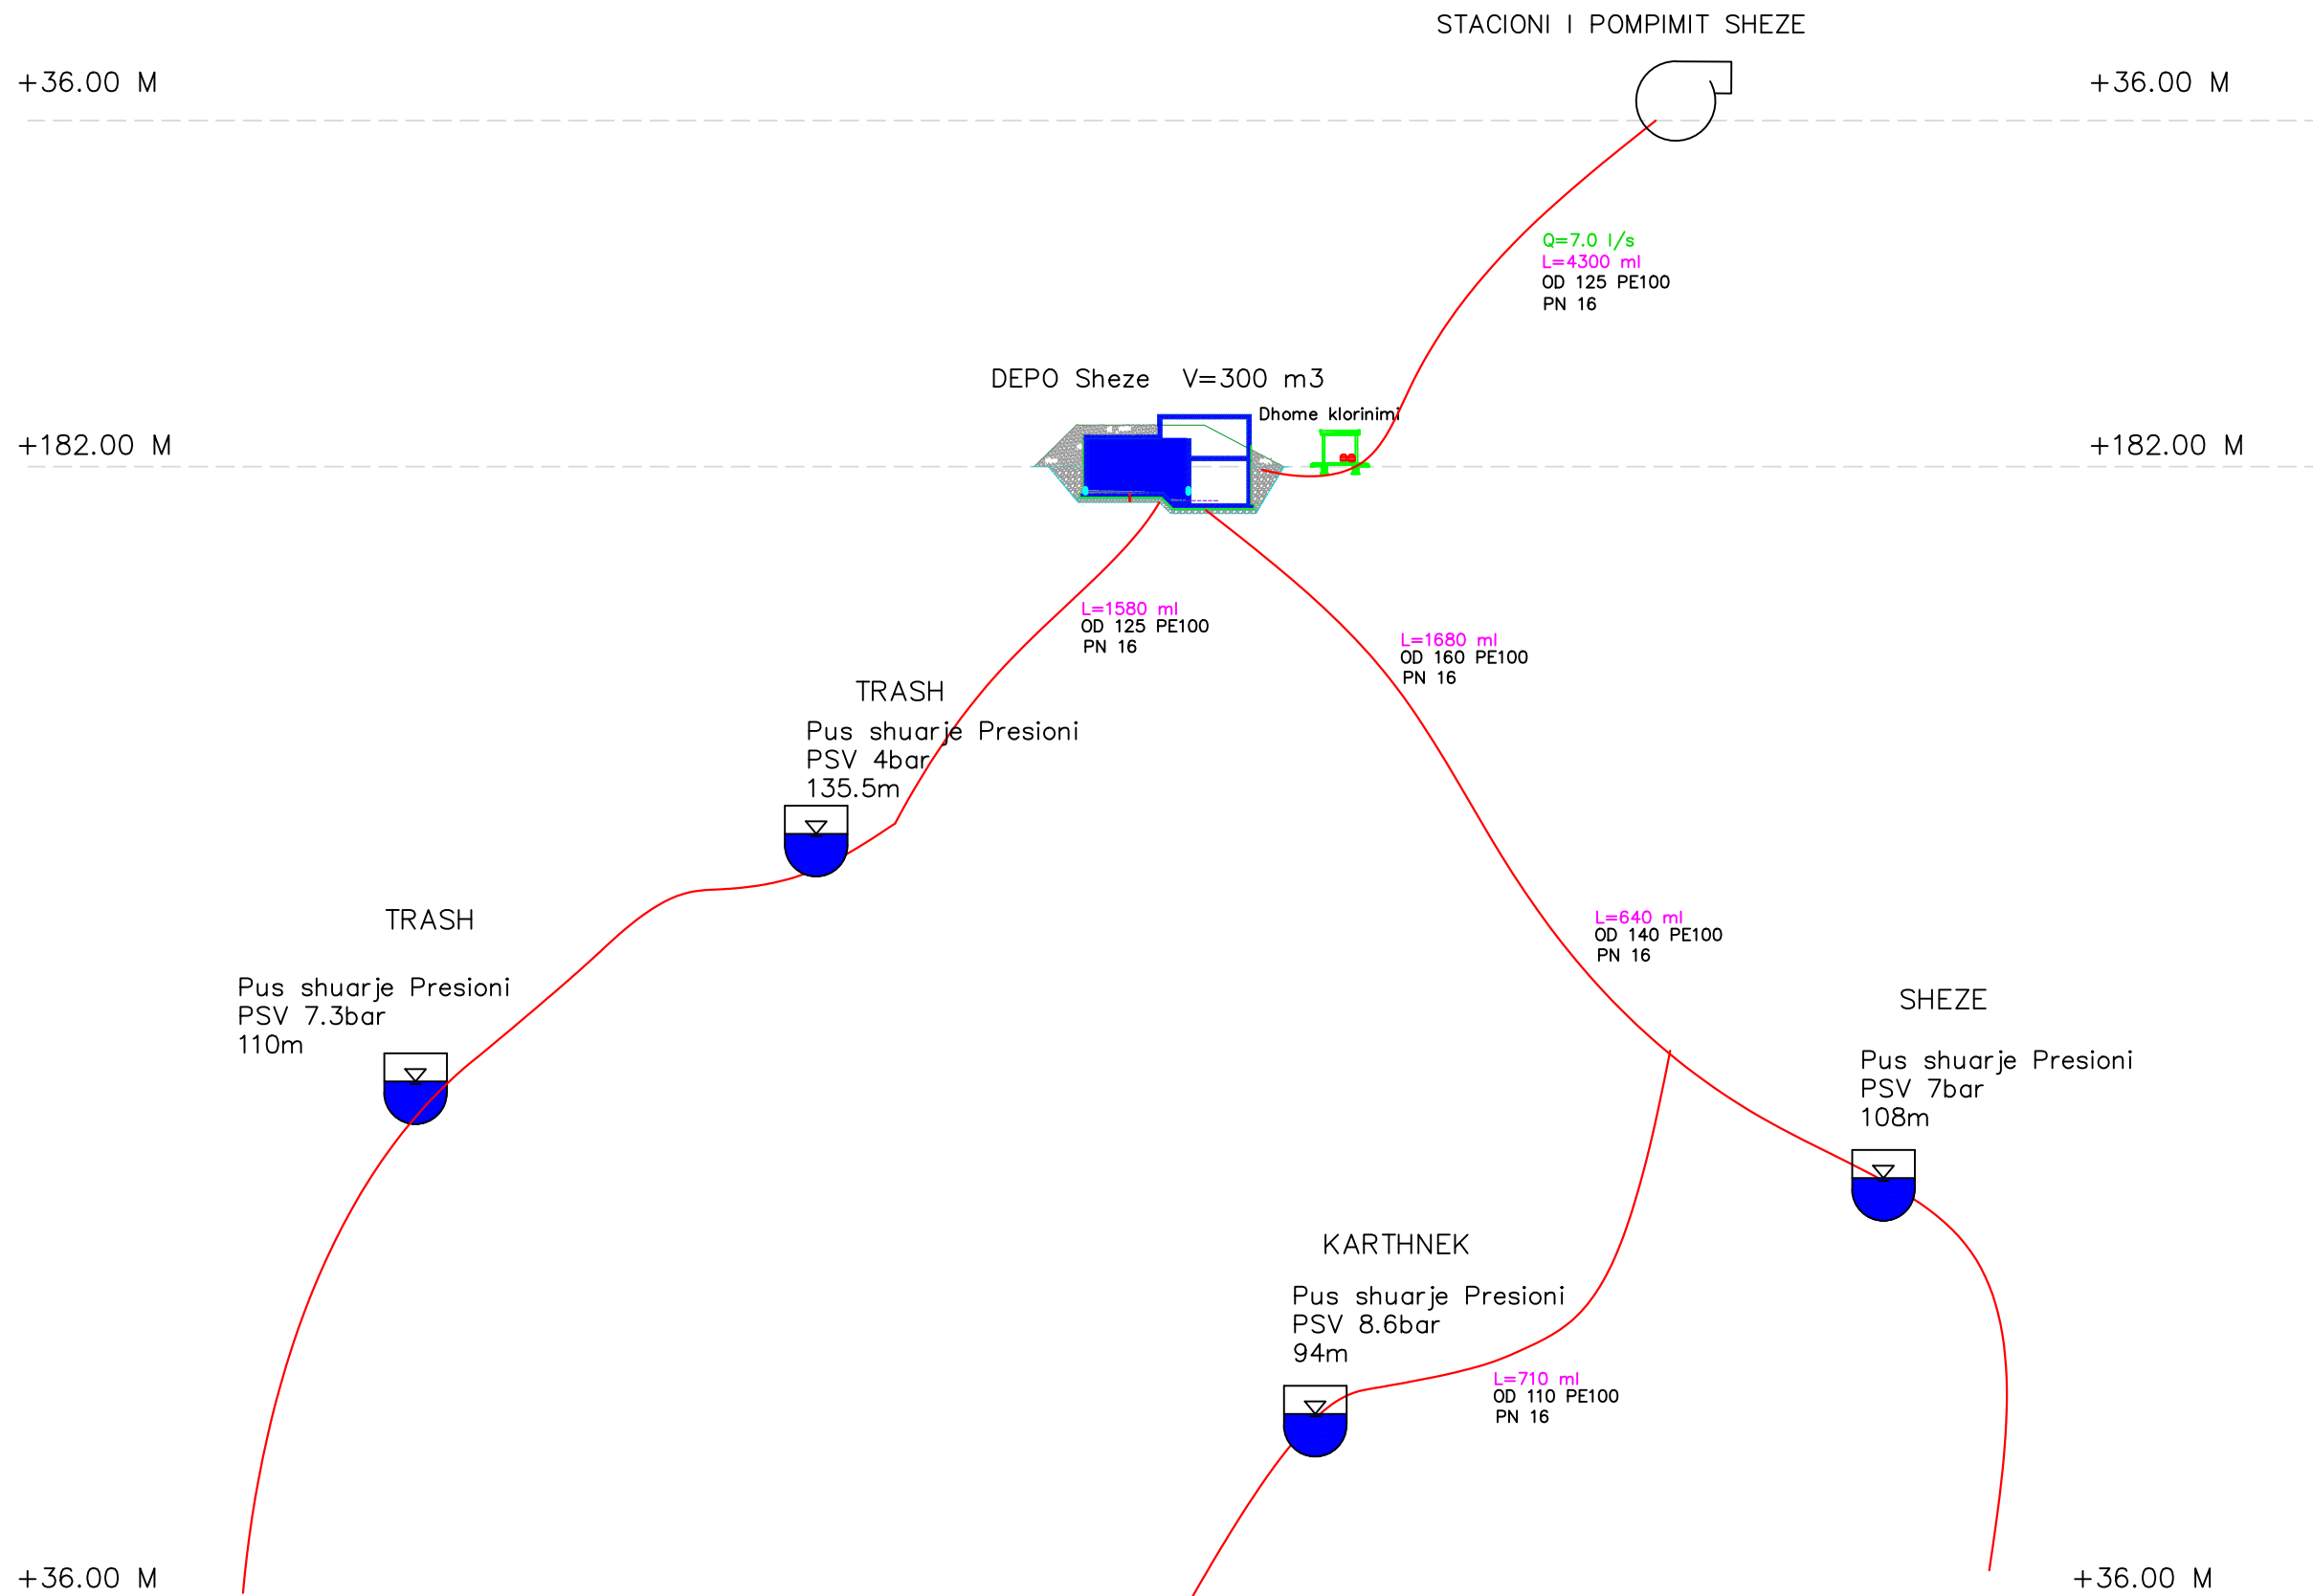 STACIONI I POMPIMIT SHEZE
+36.00 M
+36.00 M
Q=7.0 l/s
L=4300 ml
OD 125 PE100
PN 16
DEPO Sheze V=300 m3
Dhome klorinimi
+182.00 M
+182.00 M
L=1580 ml
OD 125 PE100
PN 16
L=1680 ml
OD 160 PE100
PN 16
TRASH
Pus shuarje Presioni
PSV 4bar
135.5m
TRASH
Pus shuarje Presioni
PSV 7.3bar
110m
L=640 ml
OD 140 PE100
PN 16
SHEZE
Pus shuarje Presioni
PSV 7bar
108m
KARTHNEK
Pus shuarje Presioni
PSV 8.6bar
94m
L=710 ml
OD 110 PE100
PN 16
+36.00 M
+36.00 M